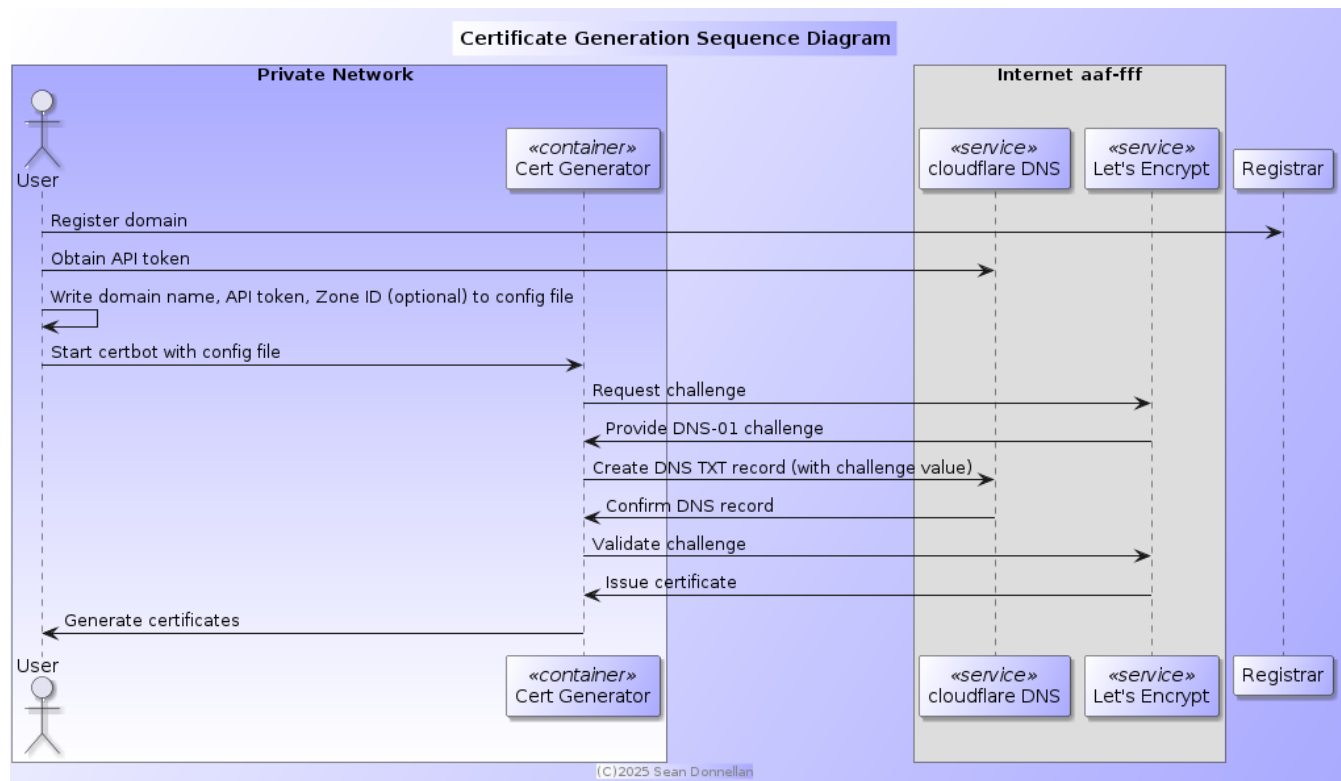 Certificate Generation Sequence Diagram
Private Network
Internet aaf-fff
User
«container»
Cert Generator
«service»
cloudflare DNS
«service»
Let's Encrypt
Registrar
Register domain
Obtain API token
Write domain name, API token, Zone ID (optional) to config file
Start certbot with config file
Request challenge
Provide DNS-01 challenge
Create DNS TXT record (with challenge value)
Confirm DNS record
Validate challenge
Issue certificate
Generate certificates
User
«container»
Cert Generator
«service»
cloudflare DNS
«service»
Let's Encrypt
Registrar
(C)2025 Sean Donnellan